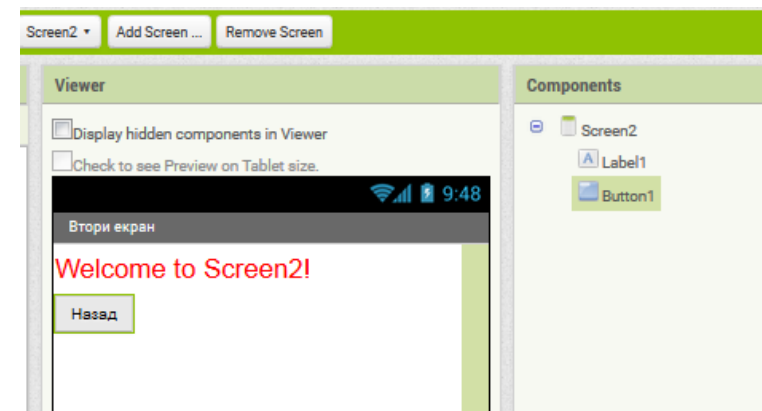 Screen2 ▾ Add Screen ... Remove Screen
Viewer
Components
Display hidden components in Viewer
Check to see Preview on Tablet size.
9:48
Втори екран
Welcome to Screen2!
Назад
Screen2
A Label1
Button1